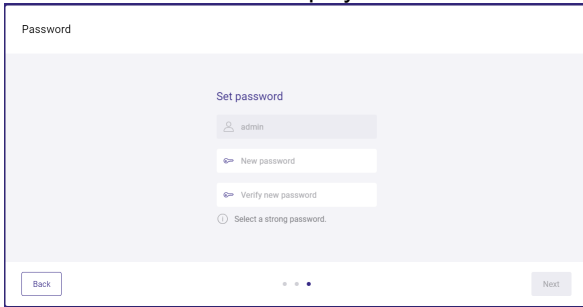 Password
Set password
admin
New password
Verify new password
Select a strong password.
Back
Next